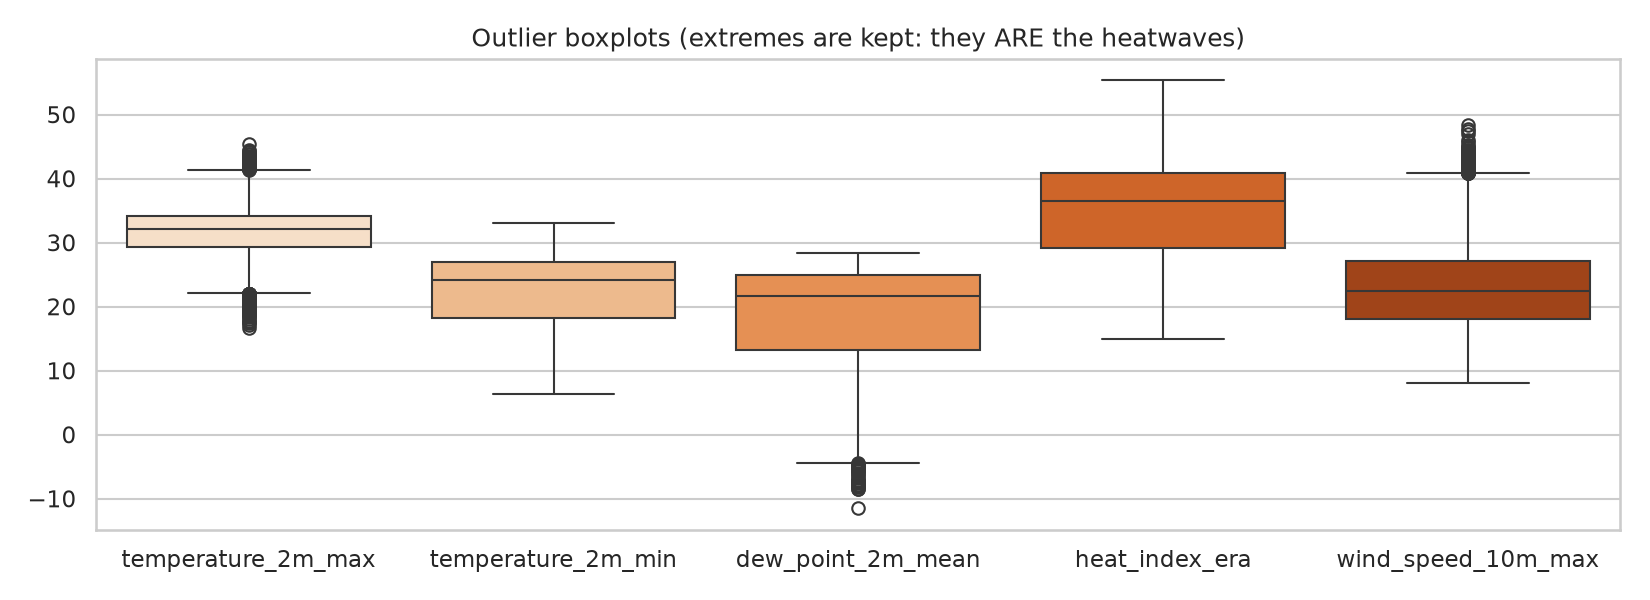 Outlier boxplots (extremes are kept: they ARE the heatwaves)
50
40
30
20
10
0
−10
temperature_2m_max
temperature_2m_min
dew_point_2m_mean
heat_index_era
wind_speed_10m_max